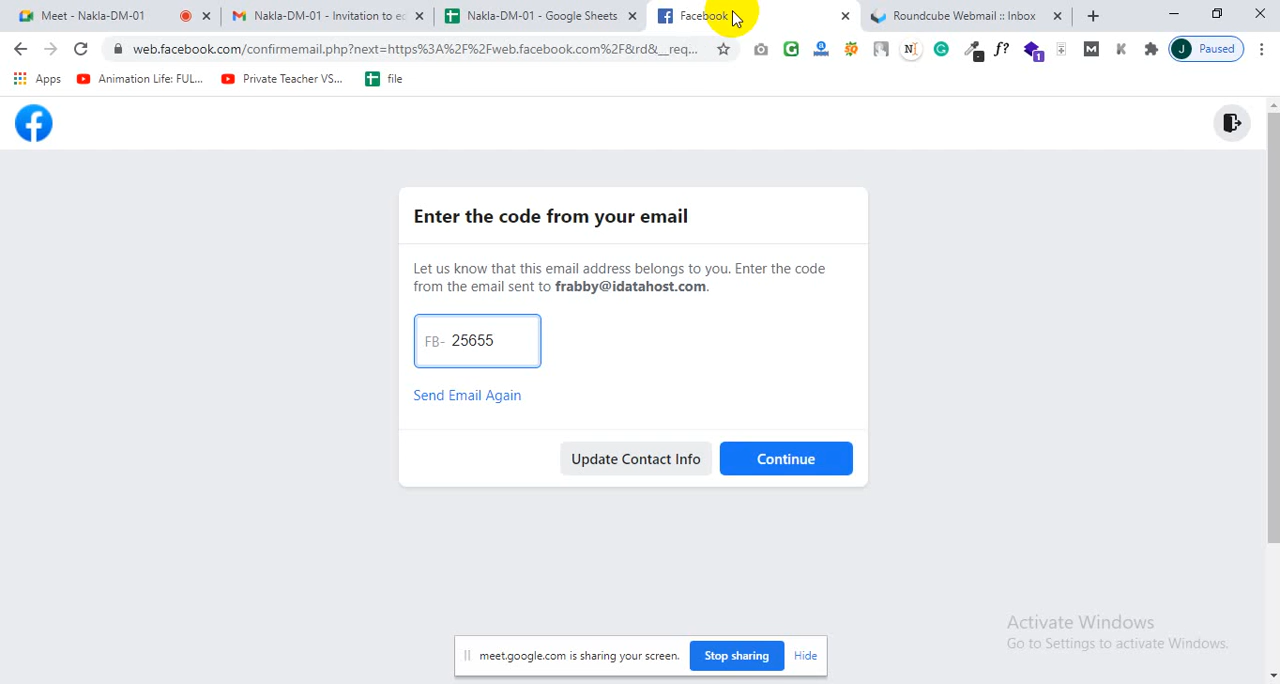 Meet - Nakla-DM-01
Nakla-DM-01 - Invitation to ec
Nakla-DM-01 - Google Sheets
Facebook
Roundcube Webmail :: Inbox
web.facebook.com/confirmemail.php?next=https%3A%2F%2Fweb.facebook.com%2F&rd&__req...
J Paused
Apps
Animation Life: FUL...
Private Teacher VS...
file
Enter the code from your email
Let us know that this email address belongs to you. Enter the code
from the email sent to frabby@idatahost.com.
FB- 25655
Send Email Again
Update Contact Info
Continue
Activate Windows
Go to Settings to activate Windows.
meet.google.com is sharing your screen.
Stop sharing
Hide